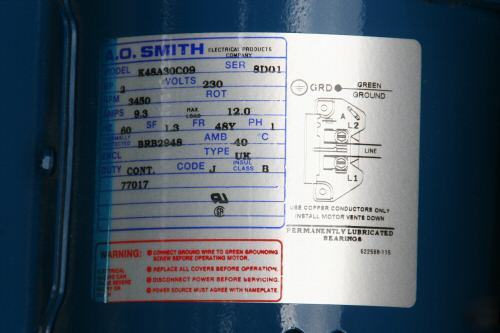 A.O. SMITH ELECTRICAL PRODUCTS COMPANY
MODEL K48A30C09 SER 8D01
2 VOLTS 230
3450 ROT
AMPS 9.3 MAX LOAD 12.0
60 SF 1.3 FR 48Y PH 1
BRB2948 AMB 40 °C
ENCL TYPE UK
DUTY CONT. CODE J INSUL CLASS B
77017
GRD GREEN
GROUND
A
L2
LINE
L1
USE COPPER CONDUCTORS ONLY
INSTALL MOTOR VENTS DOWN
PERMANENTLY LUBRICATED
BEARINGS
WARNING:
CONNECT GROUND WIRE TO GREEN GROUNDING
SCREW BEFORE OPERATING MOTOR.
REPLACE ALL COVERS BEFORE OPERATION.
DISCONNECT POWER BEFORE SERVICING.
POWER SOURCE MUST AGREE WITH NAMEPLATE.